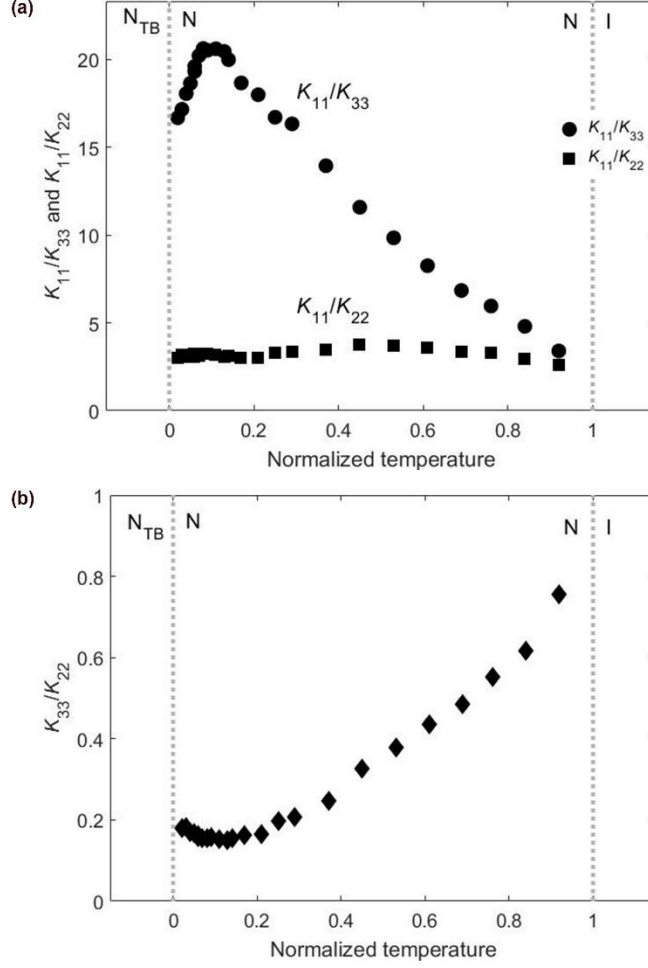 (a)
N_TB N N I
20
15
10
5
0
K_11/K_33 and K_11/K_22
K_11/K_33
K_11/K_33
K_11/K_22
K_11/K_22
0 0.2 0.4 0.6 0.8 1
Normalized temperature
(b)
1
N_TB N N I
0.8
0.6
0.4
0.2
0
K_33/K_22
0 0.2 0.4 0.6 0.8 1
Normalized temperature